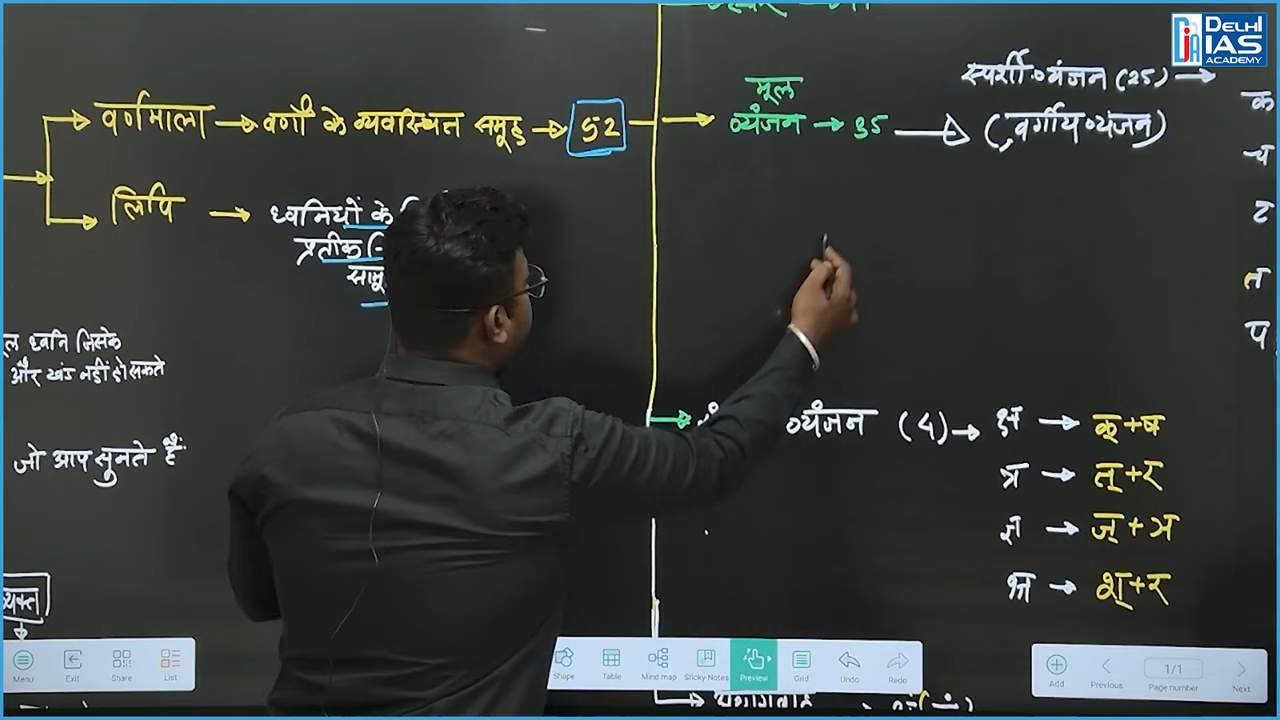 DELHI
IAS
ACADEMY
वर्णमाला → वर्णों के व्यवस्थित समूह → 52
लिपि → ध्वनियों के
प्रतीक
मूल
व्यंजन → 35
स्पर्शी व्यंजन (25) →
(वर्गीय व्यंजन)
क
च
ट
त
प
ध्वनि जिसके
और खंड नहीं हो सकते
जो आप सुनते हैं
व्यंजन (4) → क्ष → क् + ष
त्र → त् + र
ज्ञ → ज् + ञ
श्र → श् + र
Menu
Exit
Share
List
Shape
Table
Mind map
Sticky Notes
Preview
Grid
Undo
Redo
Add
Previous
1/1
Page number
Next